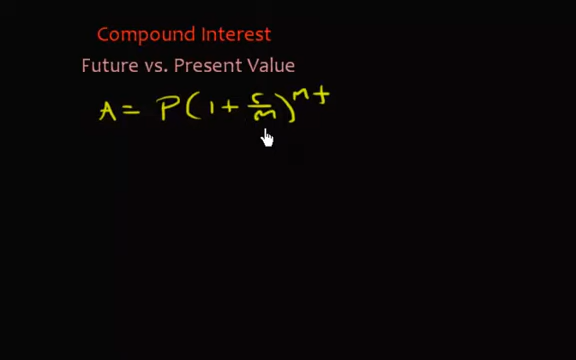 Compound Interest
Future vs. Present Value
A = P(1 + r/m)^mt